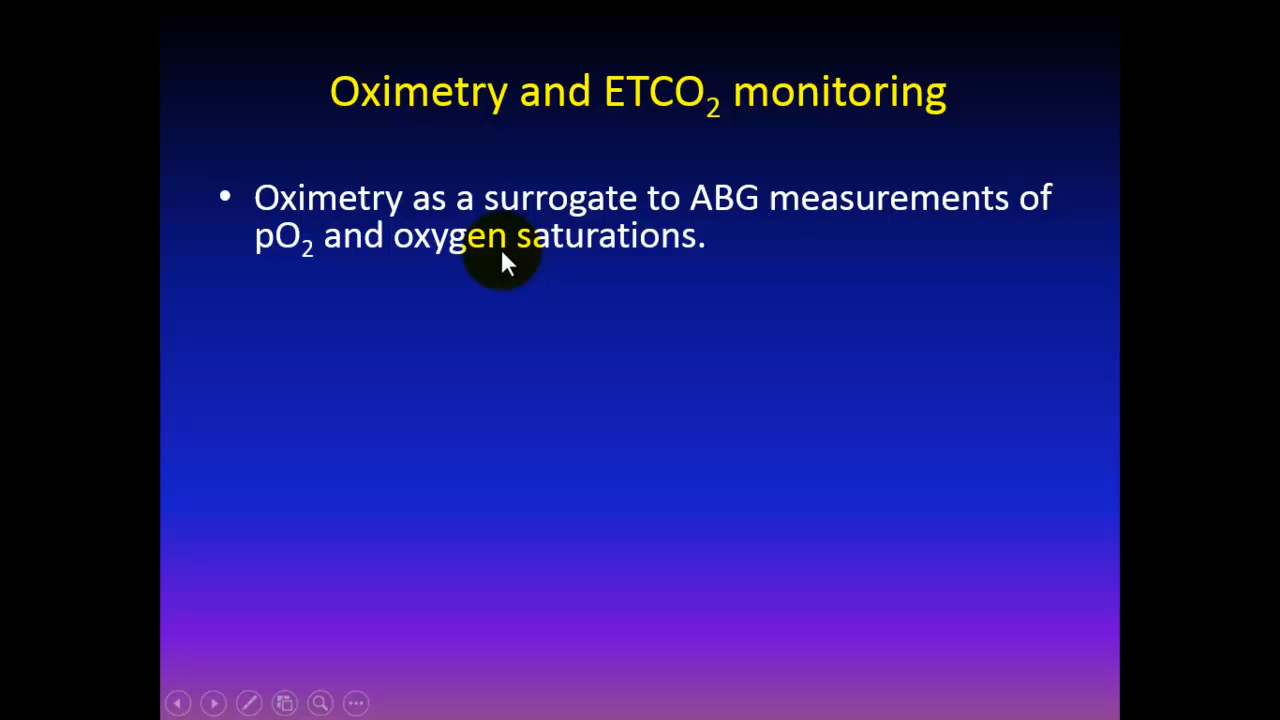 Oximetry and ETCO₂ monitoring
• Oximetry as a surrogate to ABG measurements of
pO₂ and oxygen saturations.